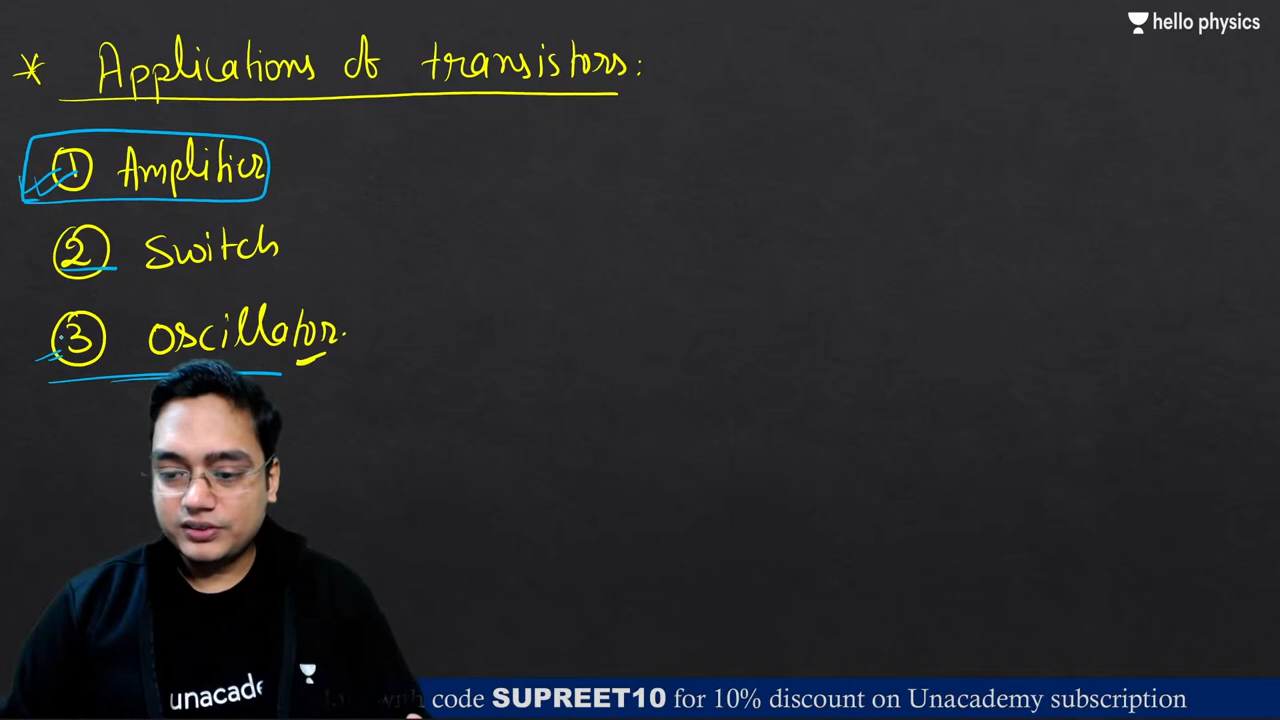 hello physics
* Applications of transistors:
① Amplifier
② Switch
③ oscillator.
unacade
with code SUPREET10 for 10% discount on Unacademy subscription